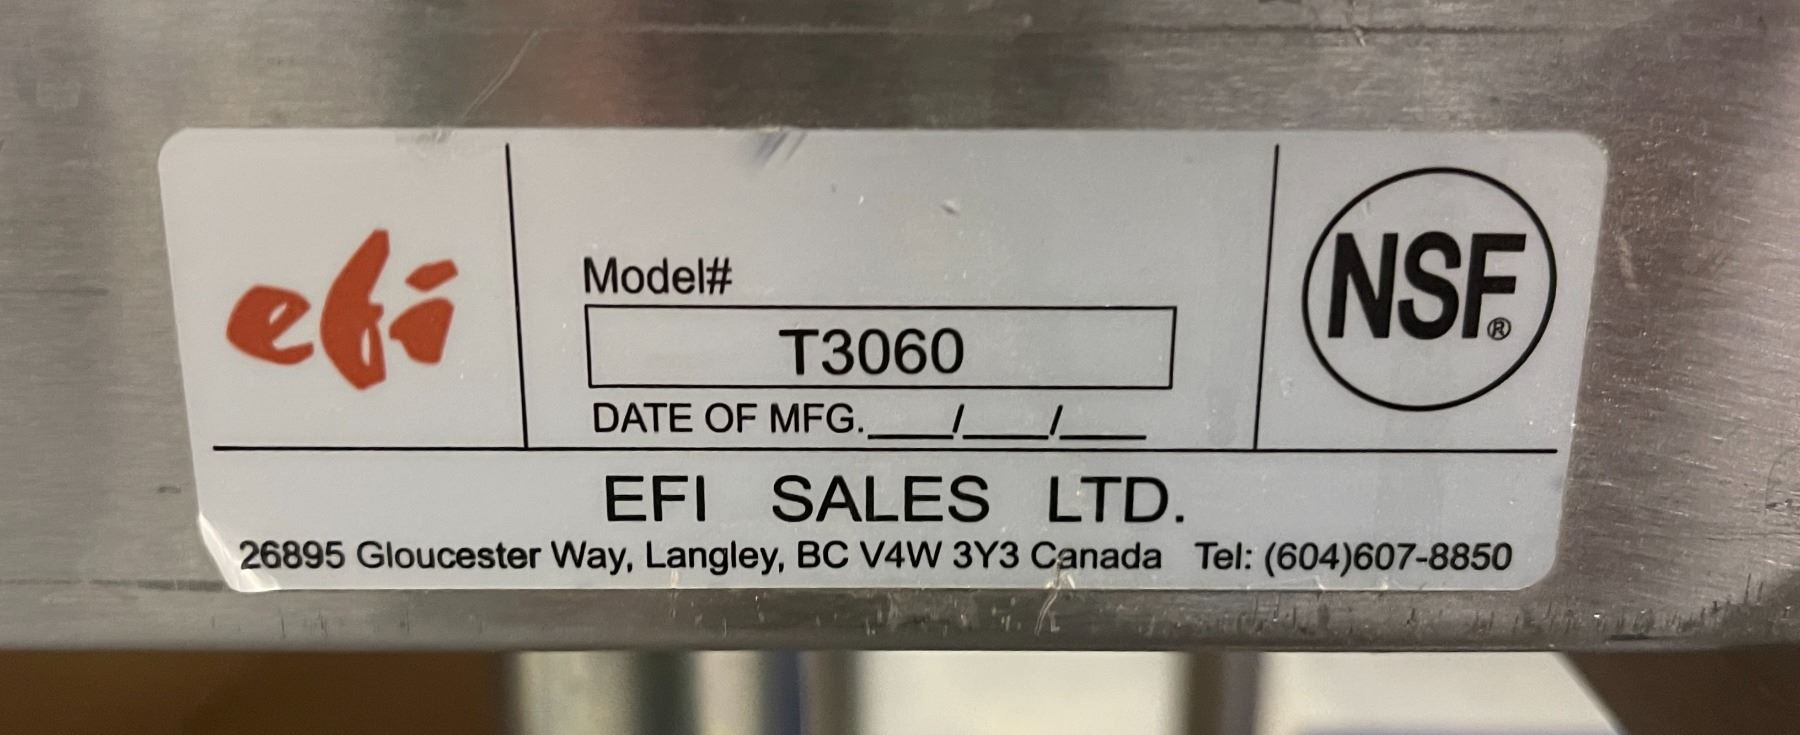 efi
Model#
T3060
DATE OF MFG.___/___/___
NSF®
EFI SALES LTD.
26895 Gloucester Way, Langley, BC V4W 3Y3 Canada Tel: (604)607-8850